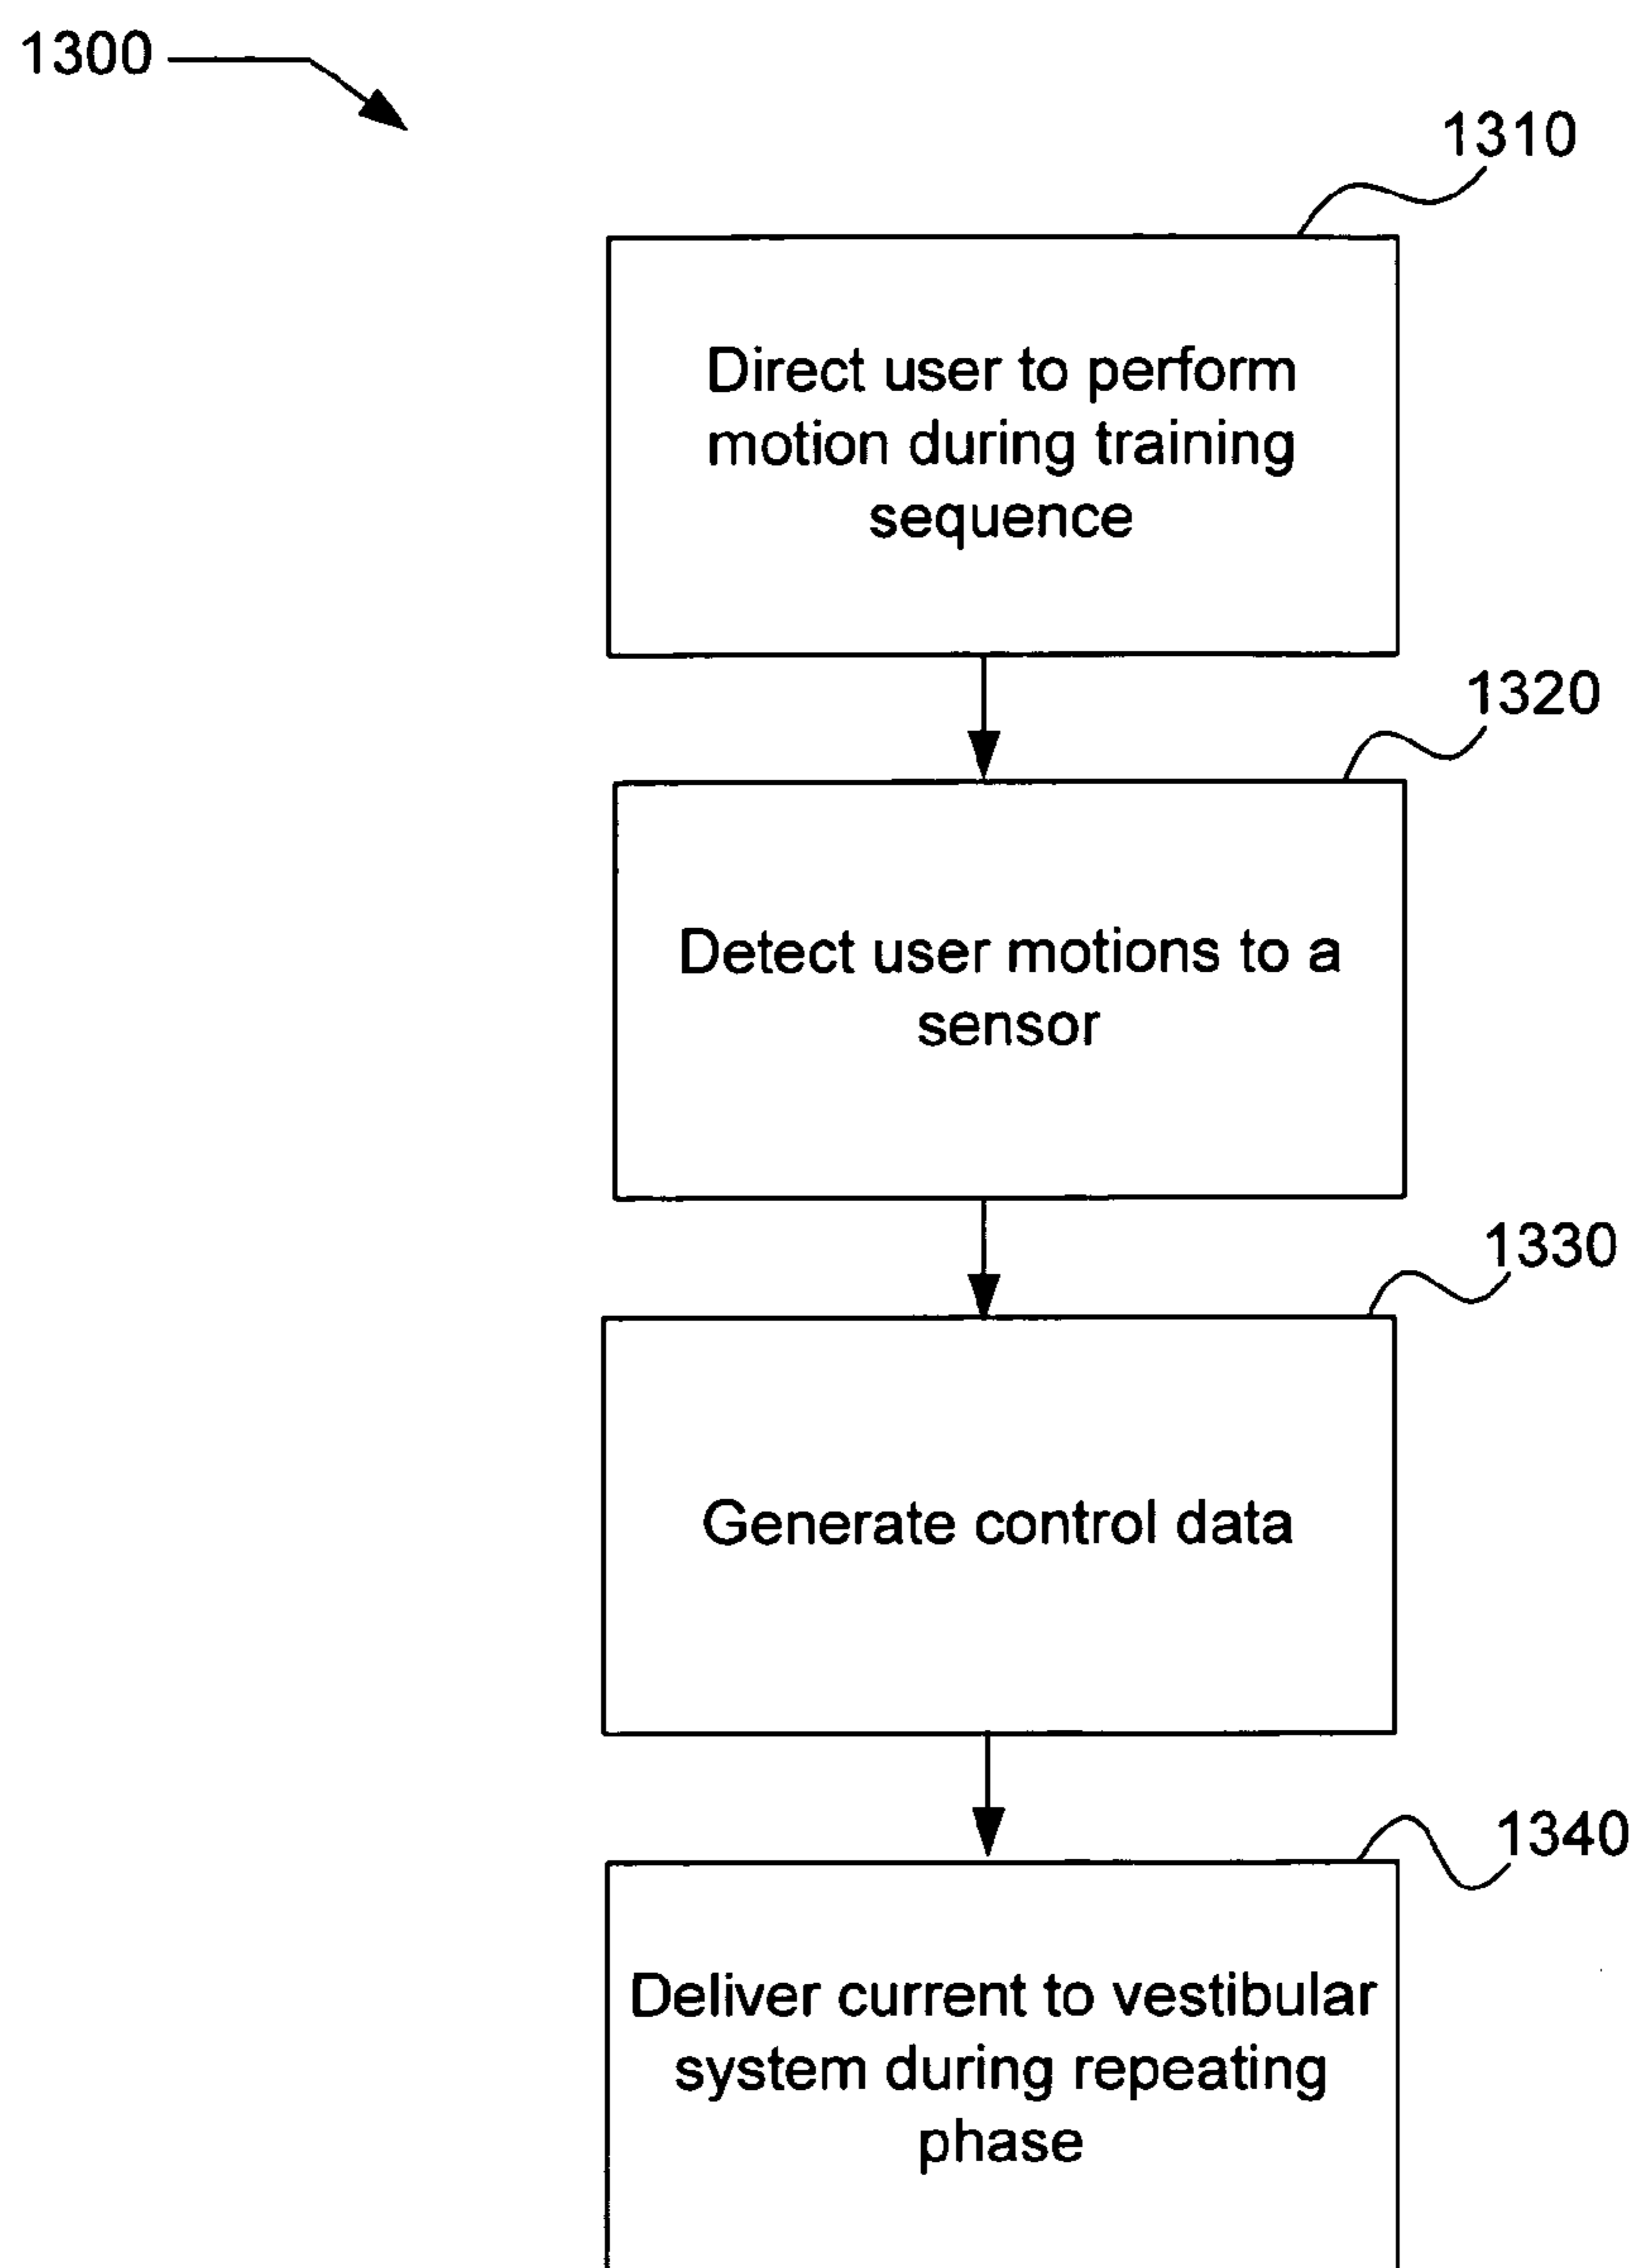 1300
1310
Direct user to perform
motion during training
sequence
1320
Detect user motions to a
sensor
1330
Generate control data
1340
Deliver current to vestibular
system during repeating
phase